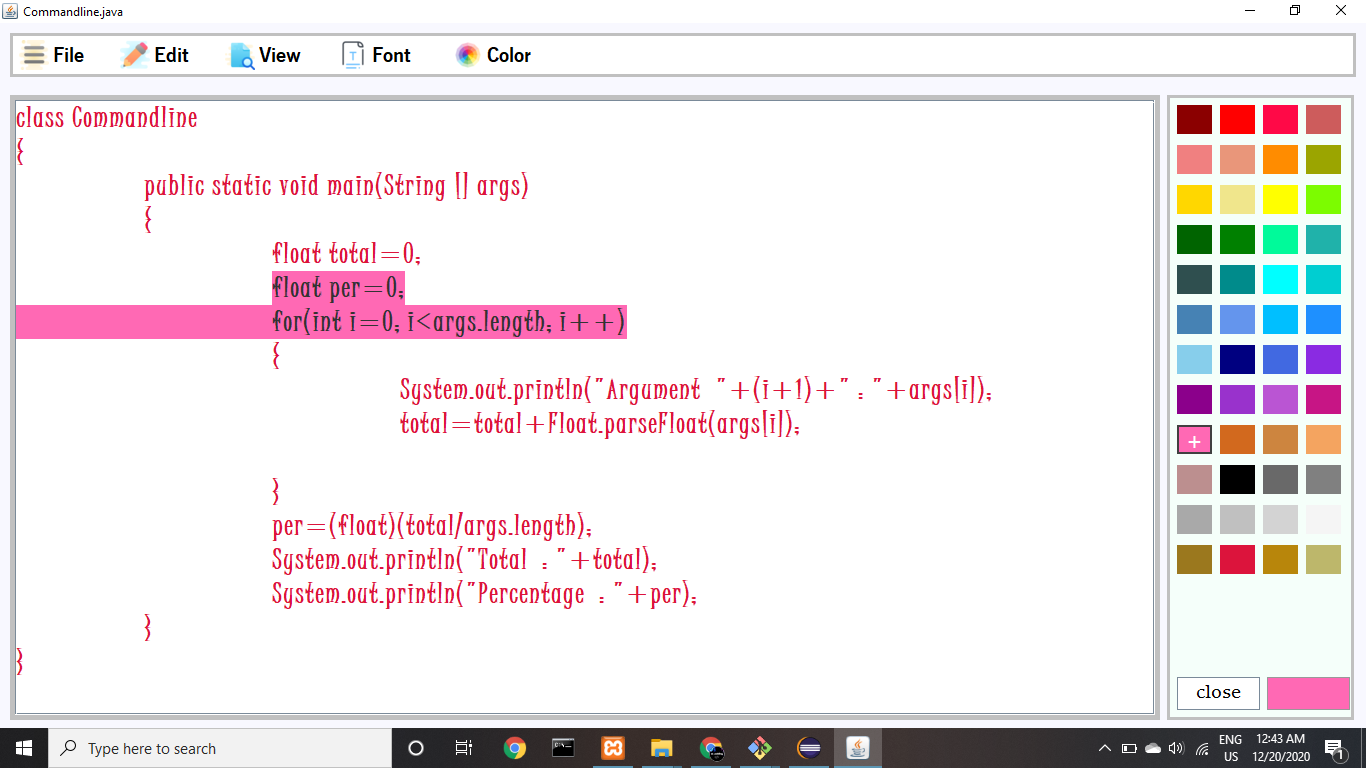 Commandline.java
File Edit View Font Color
class Commandline
{
public static void main(String [] args)
{
float total=0;
float per=0;
for(int i=0; i<args.length; i++)
{
System.out.println("Argument "+(i+1)+" : "+args[i]);
total=total+Float.parseFloat(args[i]);
}
per=(float)(total/args.length);
System.out.println("Total : "+total);
System.out.println("Percentage : "+per);
}
}
+
close
Type here to search
ENG
US
12:43 AM
12/20/2020
1